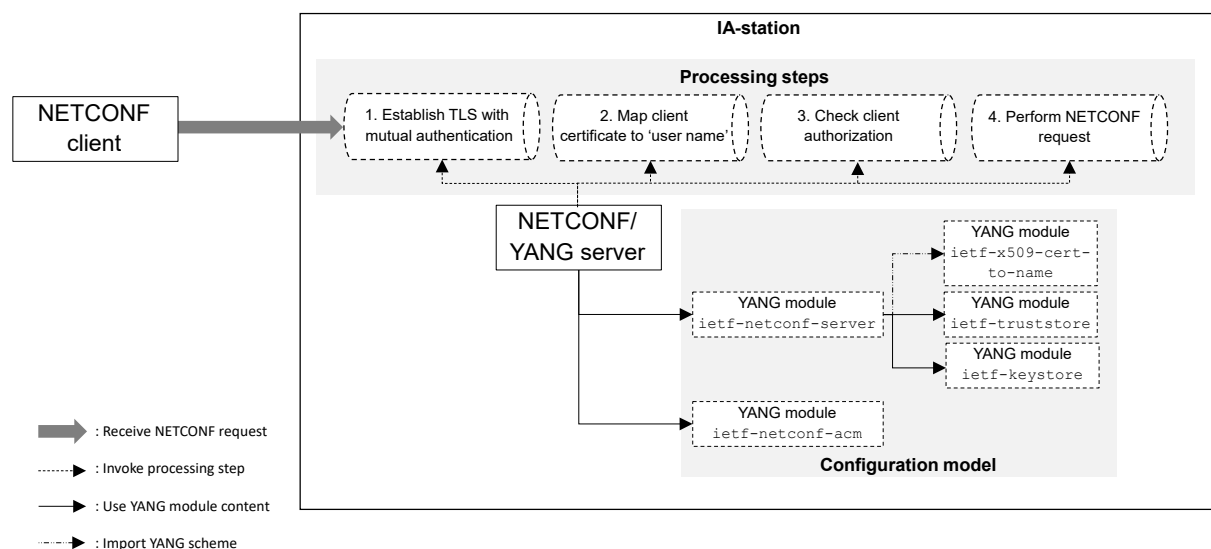 IA-station
Processing steps
NETCONF
client
1. Establish TLS with
mutual authentication
2. Map client
certificate to ‘user name’
3. Check client
authorization
4. Perform NETCONF
request
NETCONF/
YANG server
YANG module
ietf-x509-cert-
to-name
YANG module
ietf-netconf-server
YANG module
ietf-truststore
YANG module
ietf-keystore
YANG module
ietf-netconf-acm
Configuration model
: Receive NETCONF request
: Invoke processing step
: Use YANG module content
: Import YANG scheme